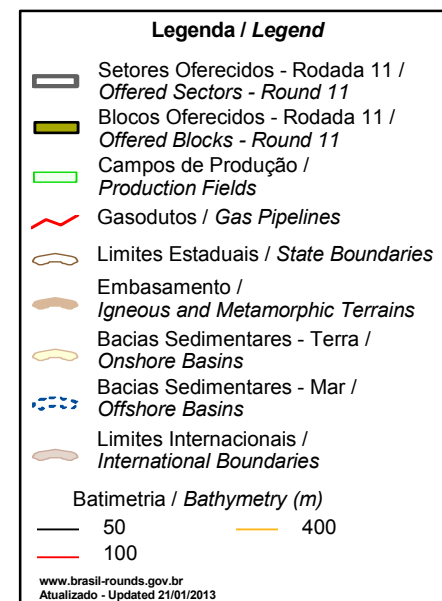 Legenda / Legend
Setores Oferecidos - Rodada 11 /
Offered Sectors - Round 11
Blocos Oferecidos - Rodada 11 /
Offered Blocks - Round 11
Campos de Produção /
Production Fields
Gasodutos / Gas Pipelines
Limites Estaduais / State Boundaries
Embasamento /
Igneous and Metamorphic Terrains
Bacias Sedimentares - Terra /
Onshore Basins
Bacias Sedimentares - Mar /
Offshore Basins
Limites Internacionais /
International Boundaries
Batimetria / Bathymetry (m)
50 400
100
www.brasil-rounds.gov.br
Atualizado - Updated 21/01/2013